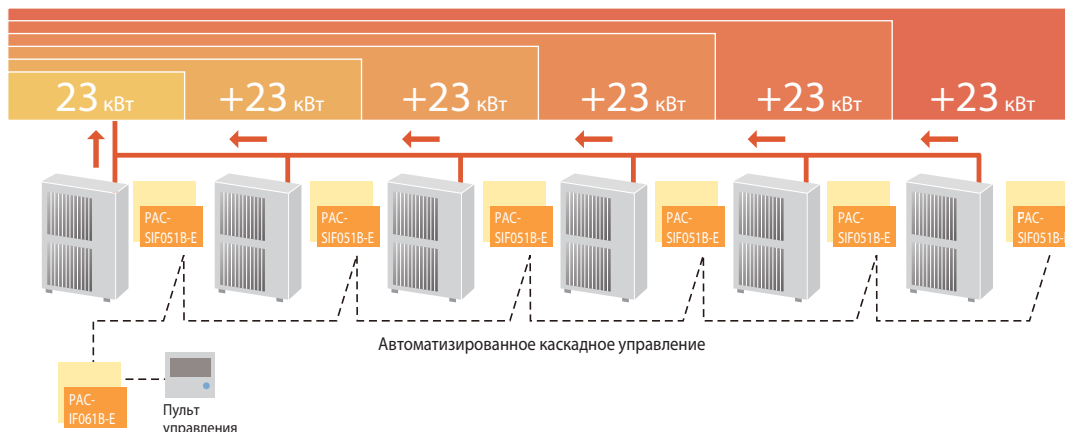 23 кВт
+23 кВт
+23 кВт
+23 кВт
+23 кВт
+23 кВт
PAC-
SIF051B-E
PAC-
SIF051B-E
PAC-
SIF051B-E
PAC-
SIF051B-E
PAC-
SIF051B-E
PAC-
SIF051B-E
Автоматизированное каскадное управление
PAC-
IF061B-E
Пульт
управления